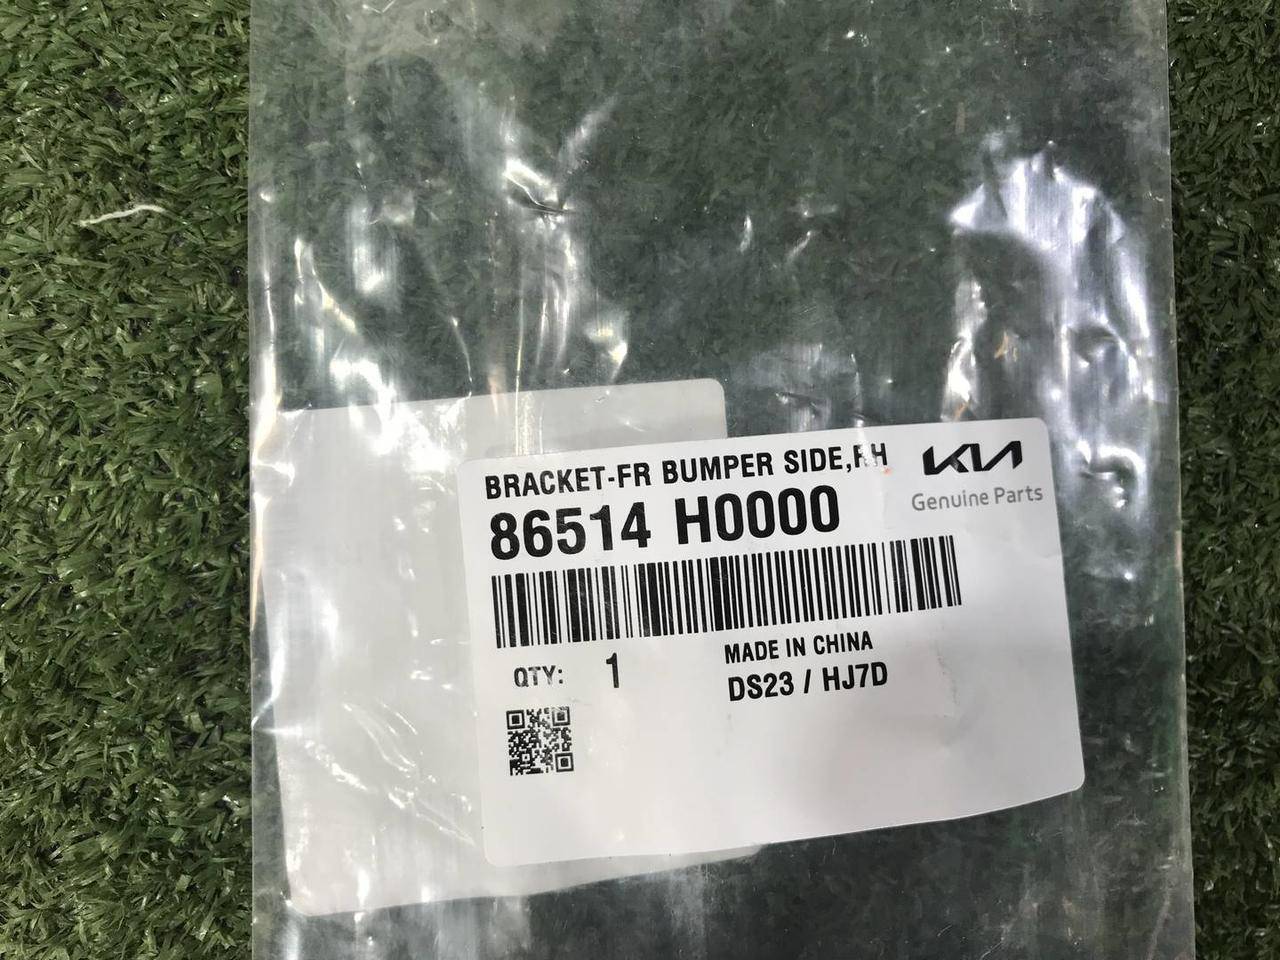 BRACKET-FR BUMPER SIDE,RH
KIA
86514 H0000
Genuine Parts
QTY: 1
MADE IN CHINA
DS23 / HJ7D